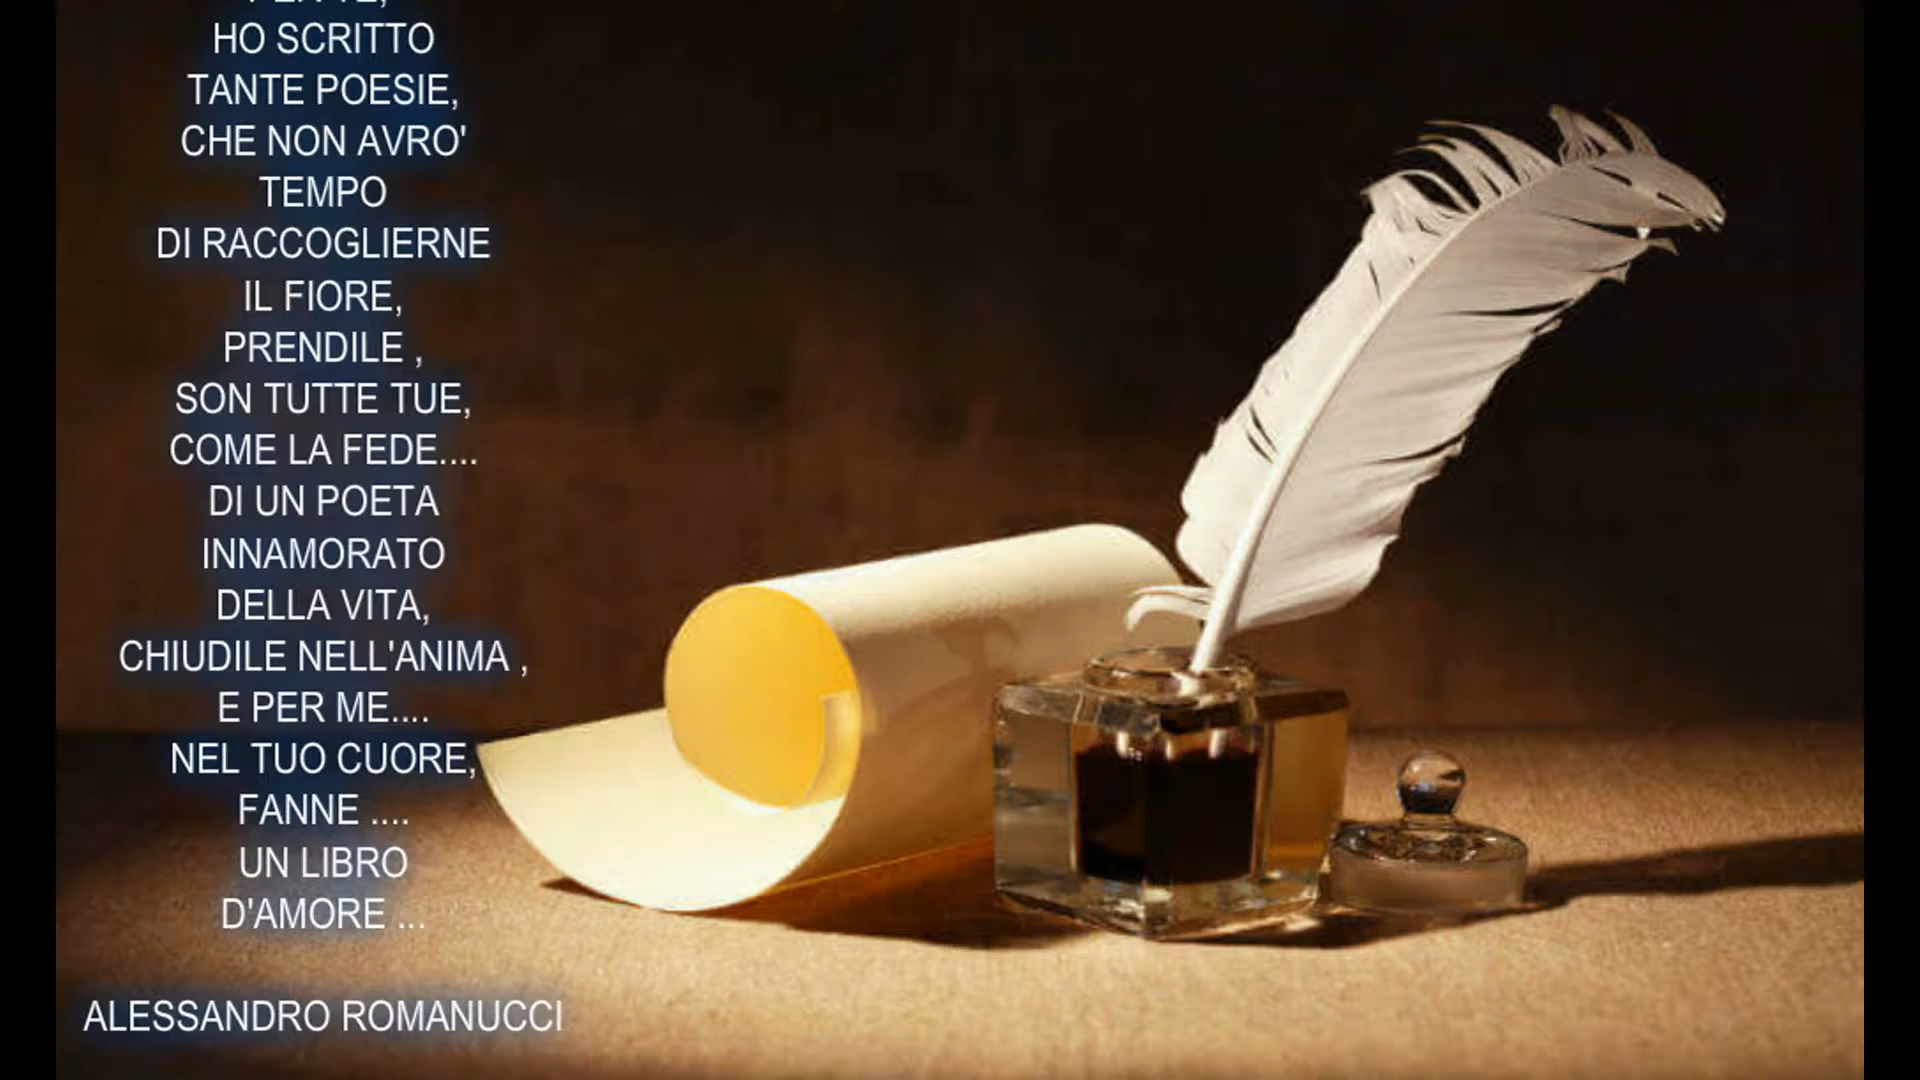 HO SCRITTO
TANTE POESIE,
CHE NON AVRO'
TEMPO
DI RACCOGLIERNE
IL FIORE,
PRENDILE ,
SON TUTTE TUE,
COME LA FEDE....
DI UN POETA
INNAMORATO
DELLA VITA,
CHIUDILE NELL'ANIMA ,
E PER ME....
NEL TUO CUORE,
FANNE ....
UN LIBRO
D'AMORE ...
ALESSANDRO ROMANUCCI